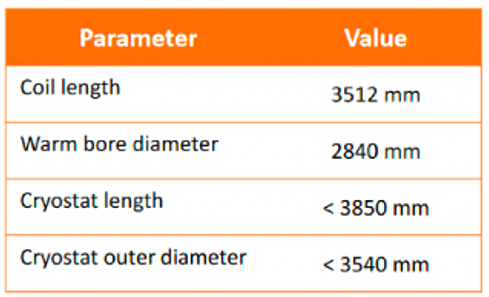 Parameter Value
Coil length 3512 mm
Warm bore diameter 2840 mm
Cryostat length < 3850 mm
Cryostat outer diameter < 3540 mm